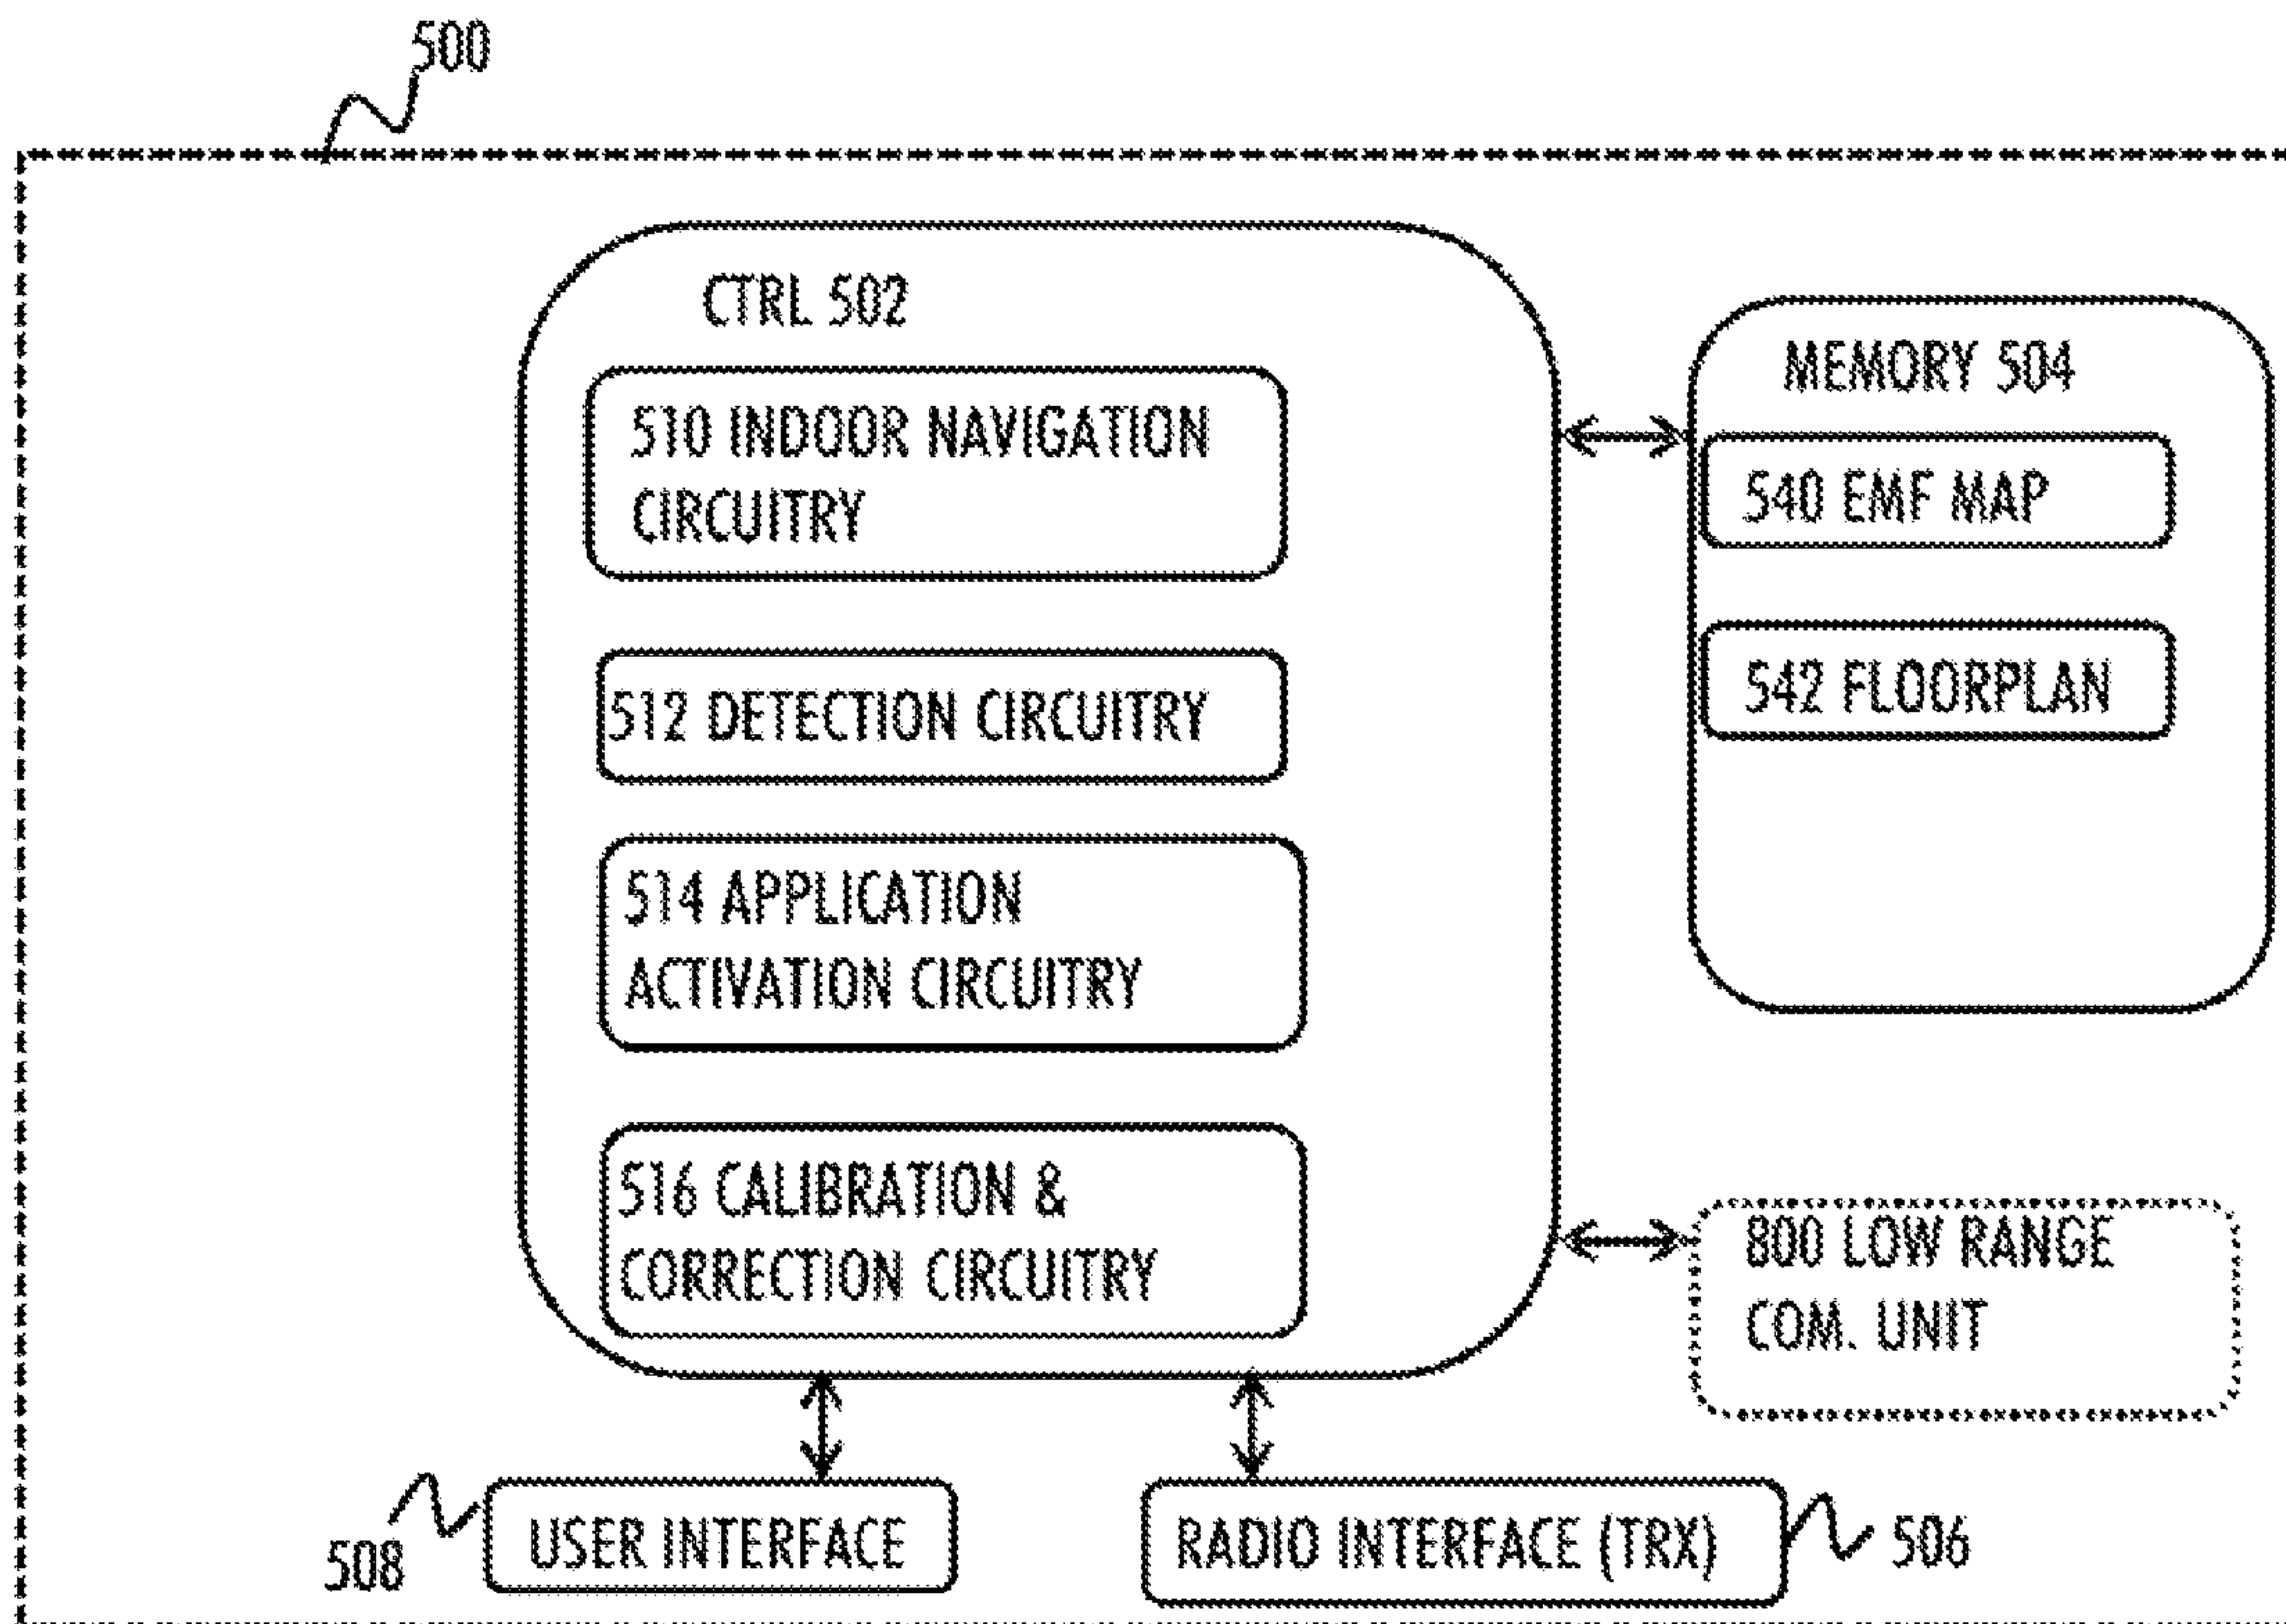 500
CTRL 502
510 INDOOR NAVIGATION
CIRCUITRY
512 DETECTION CIRCUITRY
514 APPLICATION
ACTIVATION CIRCUITRY
516 CALIBRATION &
CORRECTION CIRCUITRY
MEMORY 504
540 EMF MAP
542 FLOORPLAN
800 LOW RANGE
COM. UNIT
508
USER INTERFACE
RADIO INTERFACE (TRX)
506